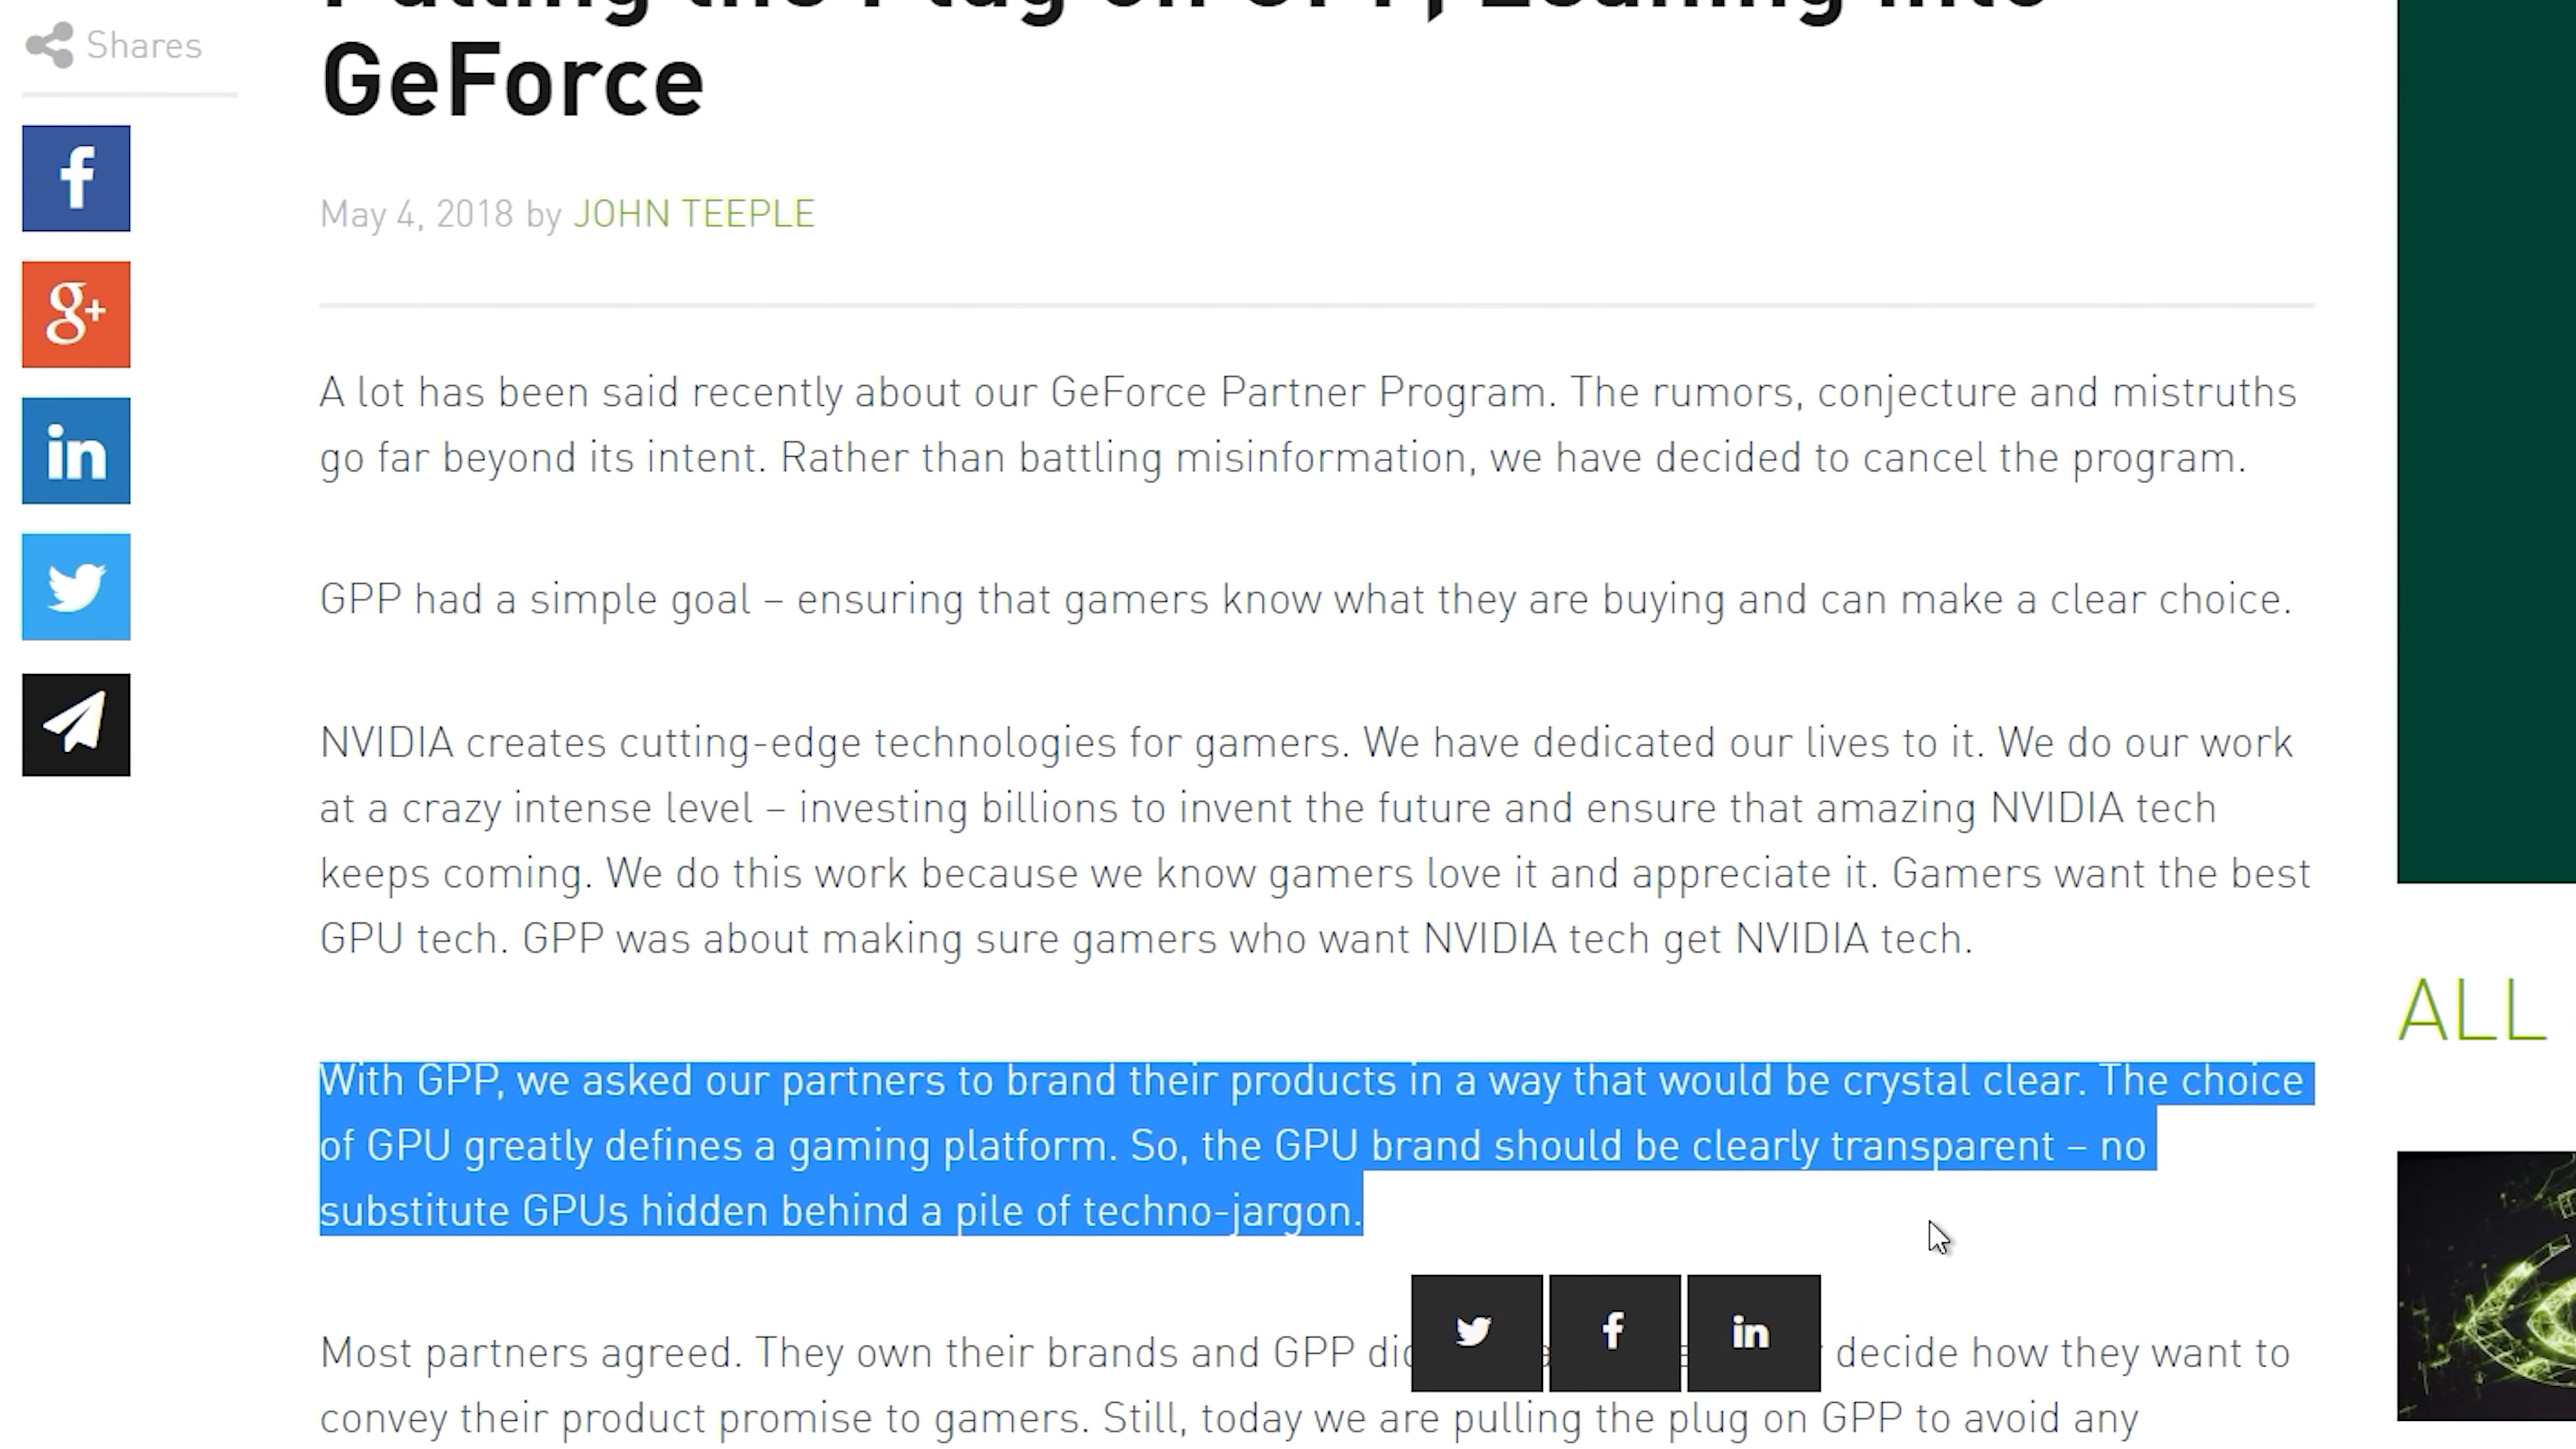 Pulling the Plug on GPP, Leaning Into
GeForce
Shares
May 4, 2018 by JOHN TEEPLE
A lot has been said recently about our GeForce Partner Program. The rumors, conjecture and mistruths
go far beyond its intent. Rather than battling misinformation, we have decided to cancel the program.
GPP had a simple goal – ensuring that gamers know what they are buying and can make a clear choice.
NVIDIA creates cutting-edge technologies for gamers. We have dedicated our lives to it. We do our work
at a crazy intense level – investing billions to invent the future and ensure that amazing NVIDIA tech
keeps coming. We do this work because we know gamers love it and appreciate it. Gamers want the best
GPU tech. GPP was about making sure gamers who want NVIDIA tech get NVIDIA tech.
With GPP, we asked our partners to brand their products in a way that would be crystal clear. The choice
of GPU greatly defines a gaming platform. So, the GPU brand should be clearly transparent – no
substitute GPUs hidden behind a pile of techno-jargon.
Most partners agreed. They own their brands and GPP decide how they want to
convey their product promise to gamers. Still, today we are pulling the plug on GPP to avoid any
ALL
f
g+
in
f
in